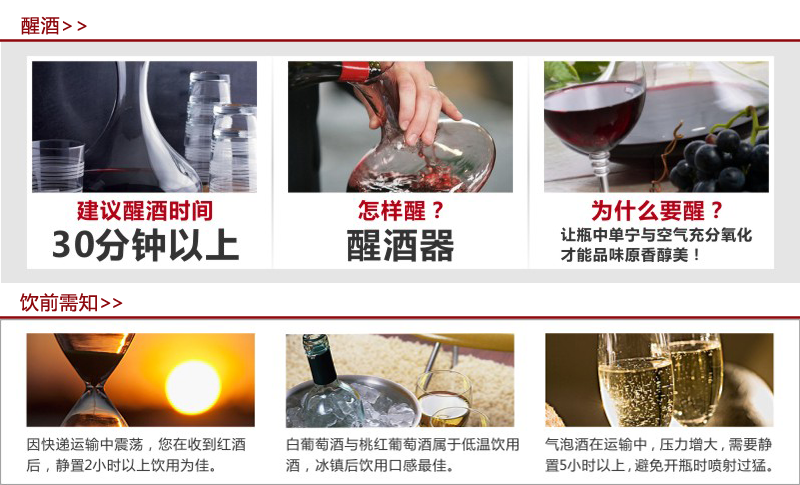 醒酒>>
建议醒酒时间
30分钟以上
怎样醒？
醒酒器
为什么要醒？
让瓶中单宁与空气充分氧化
才能品味原香醇美！
饮前需知>>
因快递运输中震荡，您在收到红酒
后，静置2小时以上饮用为佳。
白葡萄酒与桃红葡萄酒属于低温饮用
酒，冰镇后饮用口感最佳。
气泡酒在运输中，压力增大，需要静
置5小时以上，避免开瓶时喷射过猛。